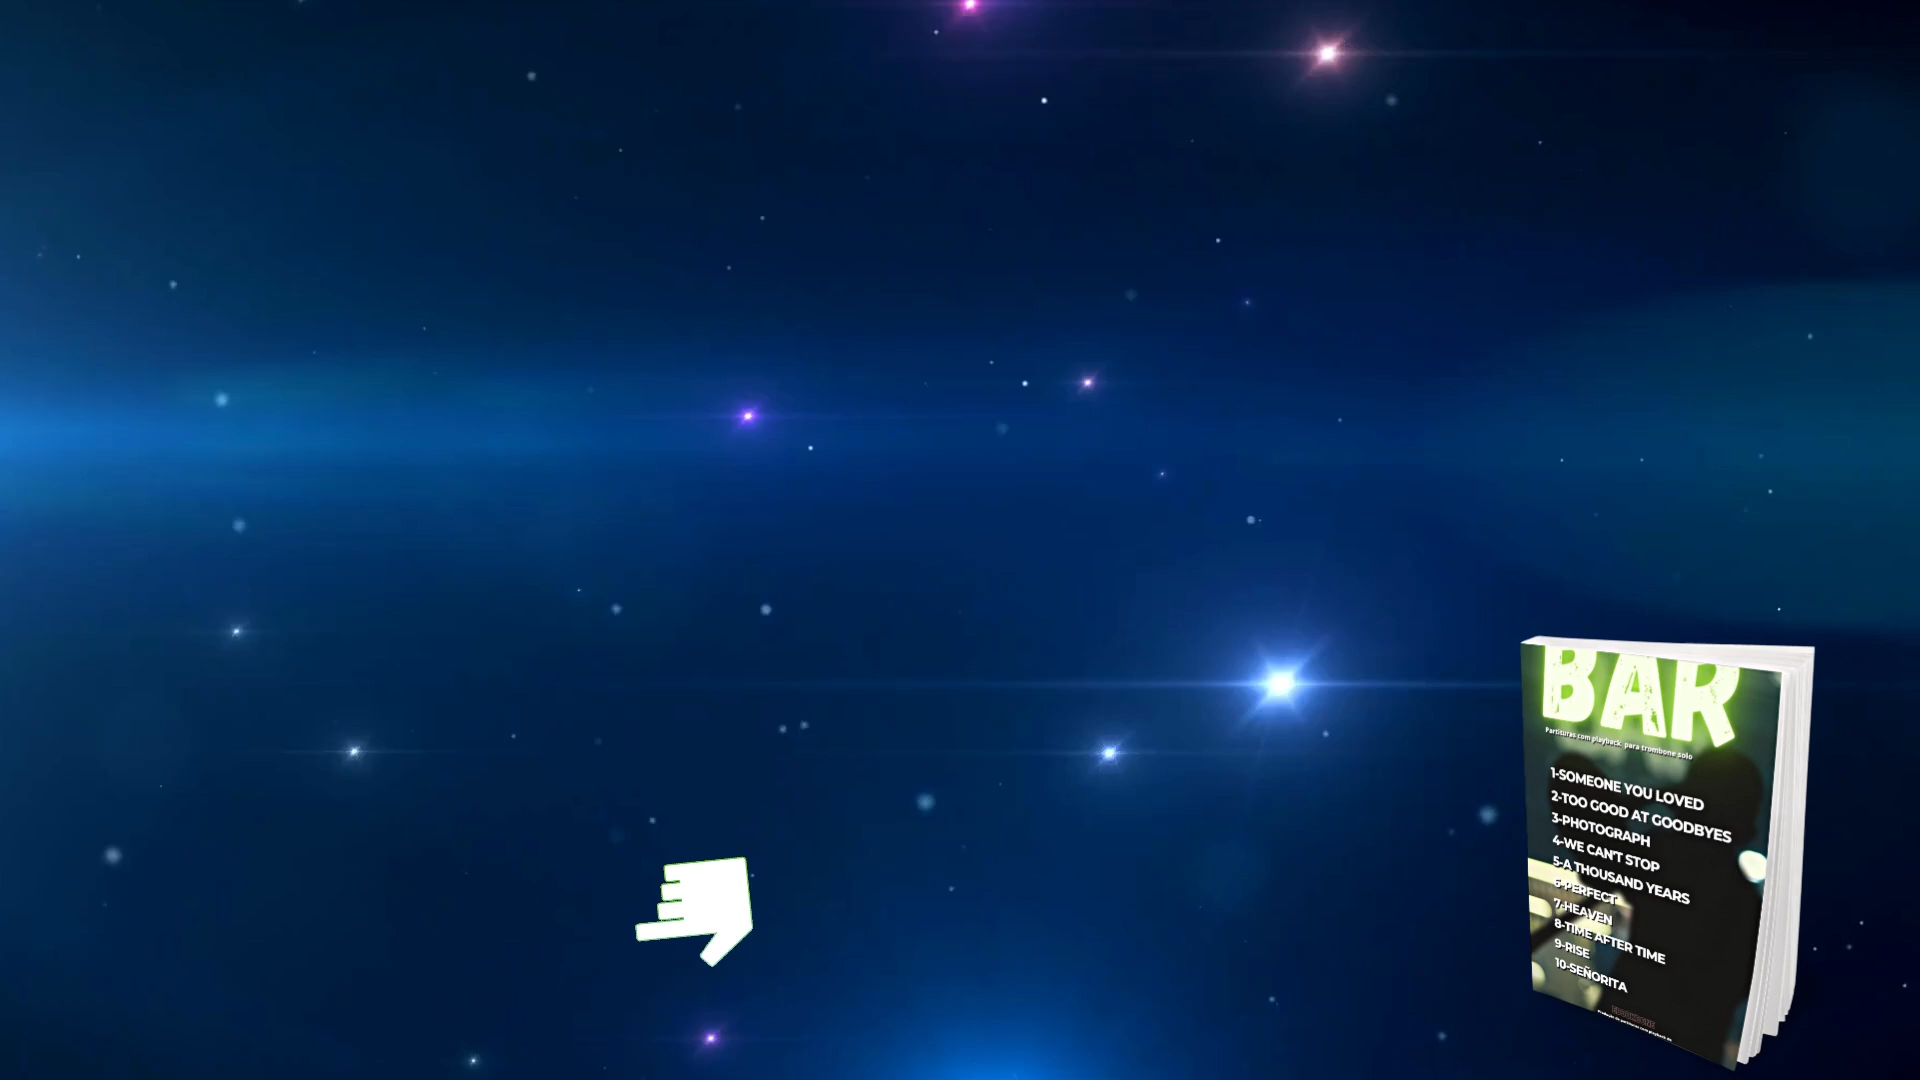 BAR
Partituras com playback para trombone solo
1-SOMEONE YOU LOVED
2-TOO GOOD AT GOODBYES
3-PHOTOGRAPH
4-WE CAN'T STOP
5-A THOUSAND YEARS
6-PERFECT
7-HEAVEN
8-TIME AFTER TIME
9-RISE
10-SEÑORITA